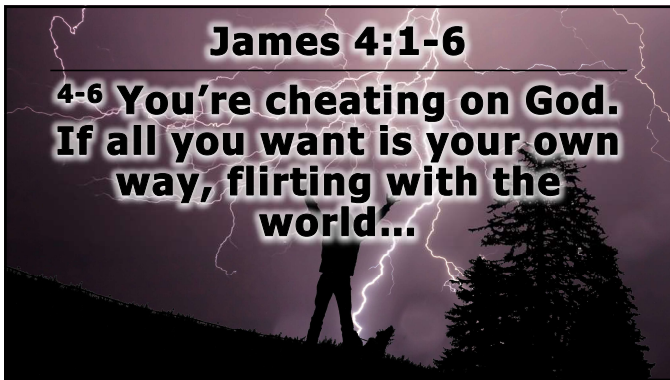 James 4:1-6
4-6 You’re cheating on God.
If all you want is your own
way, flirting with the
world...